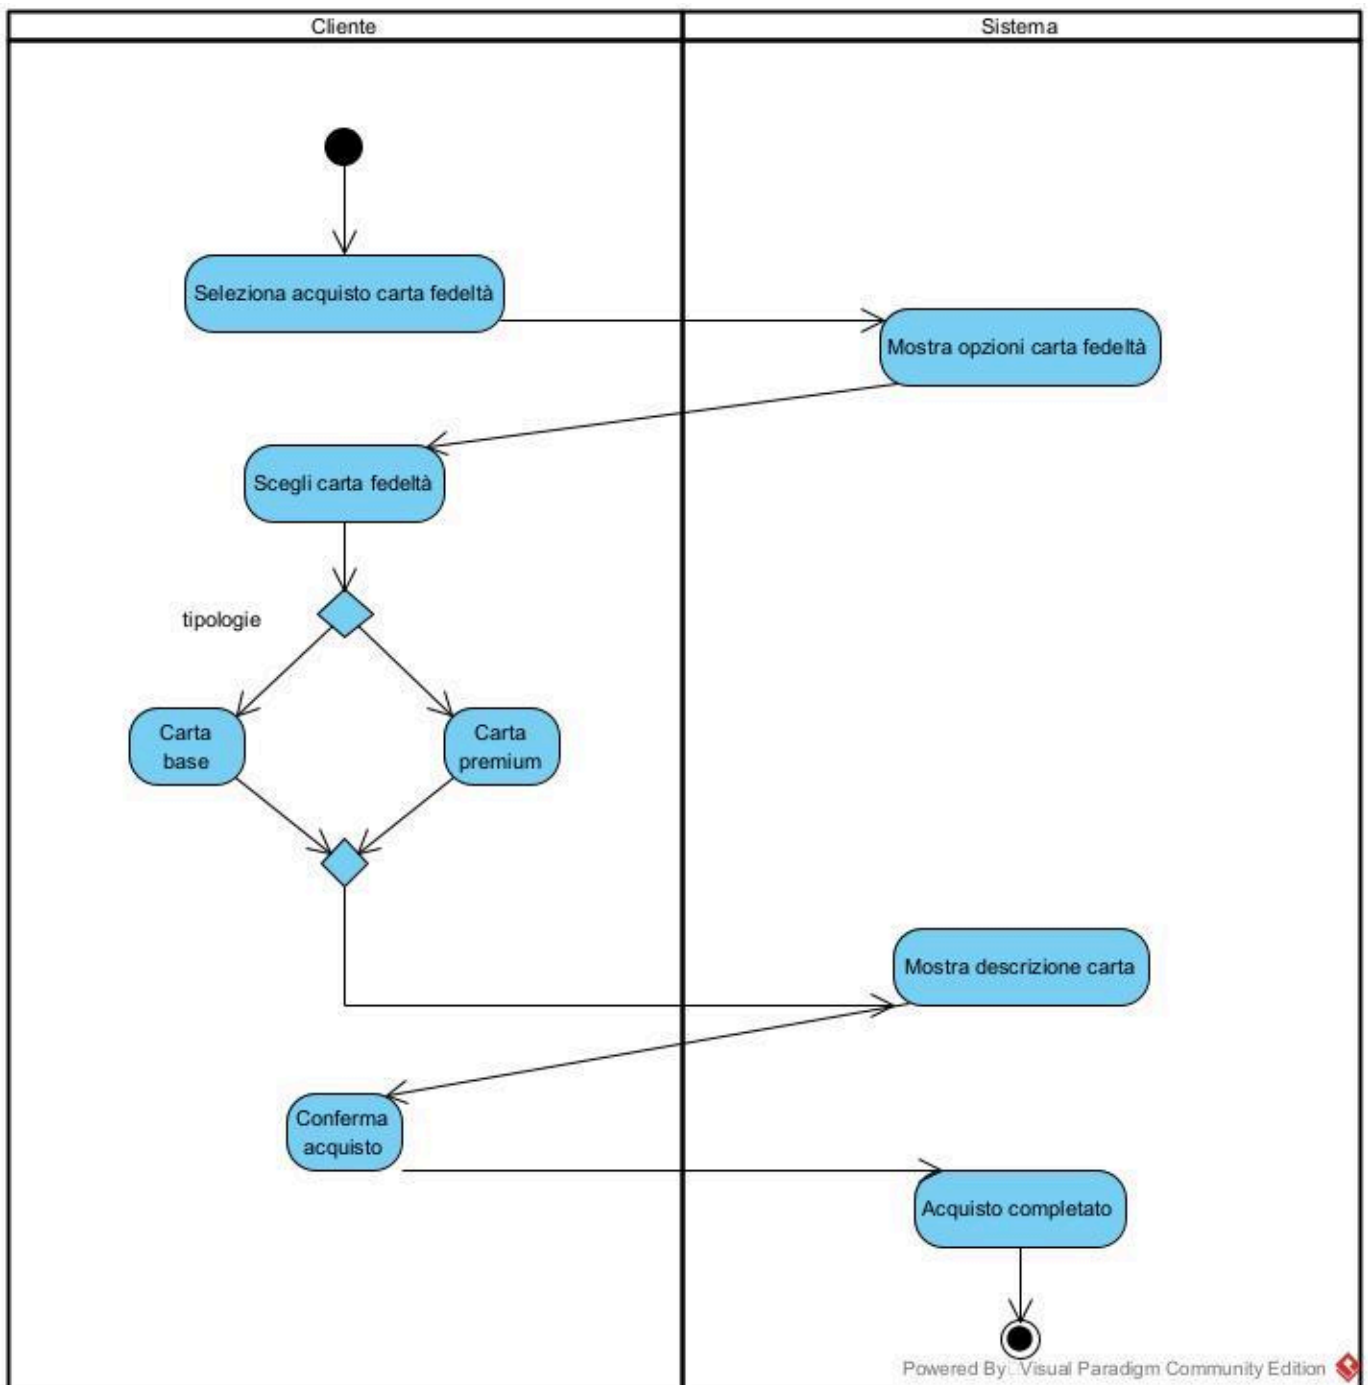 Cliente
Sistema
Seleziona acquisto carta fedeltà
Mostra opzioni carta fedeltà
Scegli carta fedeltà
tipologie
Carta
base
Carta
premium
Mostra descrizione carta
Conferma
acquisto
Acquisto completato
Powered By Visual Paradigm Community Edition